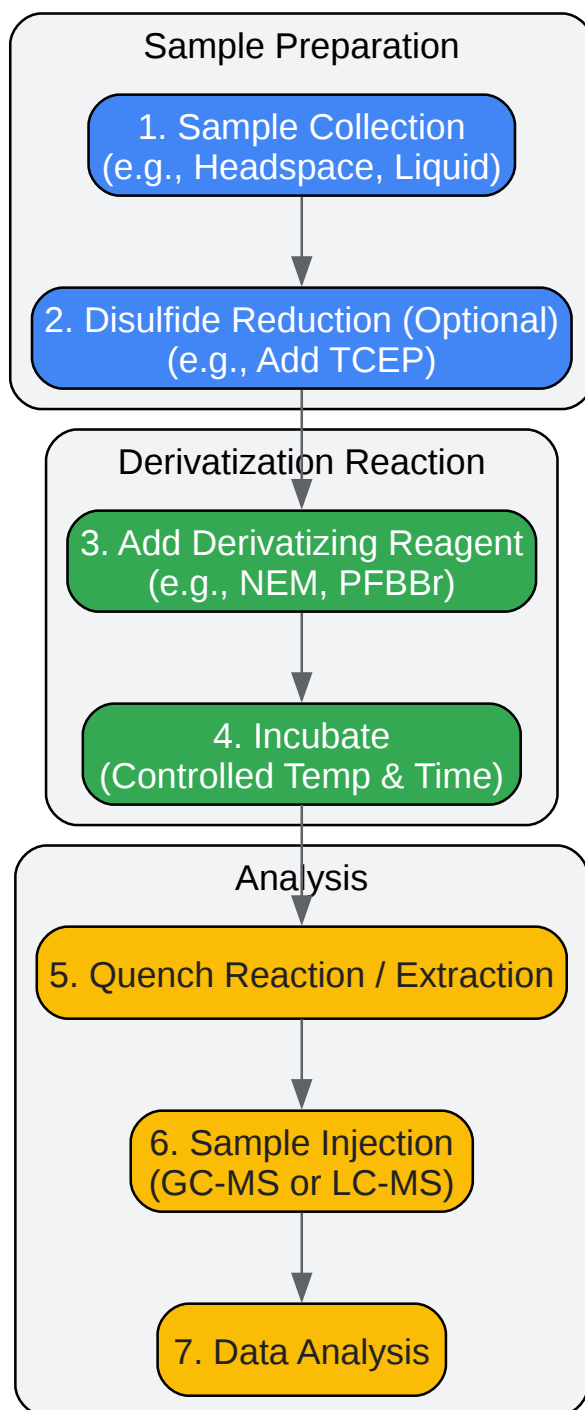 Sample Preparation
1. Sample Collection
(e.g., Headspace, Liquid)
2. Disulfide Reduction (Optional)
(e.g., Add TCEP)
Derivatization Reaction
3. Add Derivatizing Reagent
(e.g., NEM, PFBBr)
4. Incubate
(Controlled Temp & Time)
Analysis
5. Quench Reaction / Extraction
6. Sample Injection
(GC-MS or LC-MS)
7. Data Analysis